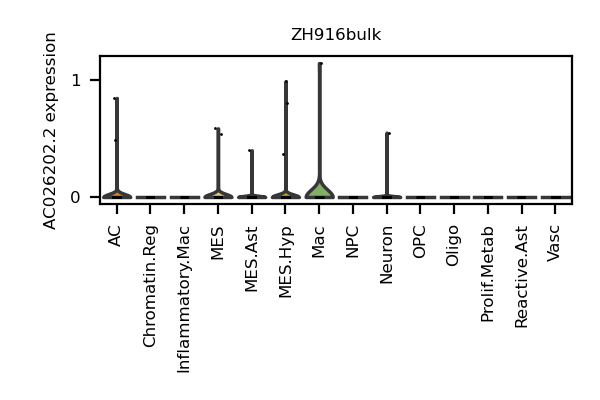 ZH916bulk
AC026202.2 expression
1
0
AC
Chromatin.Reg
Inflammatory.Mac
MES
MES.Ast
MES.Hyp
Mac
NPC
Neuron
OPC
Oligo
Prolif.Metab
Reactive.Ast
Vasc